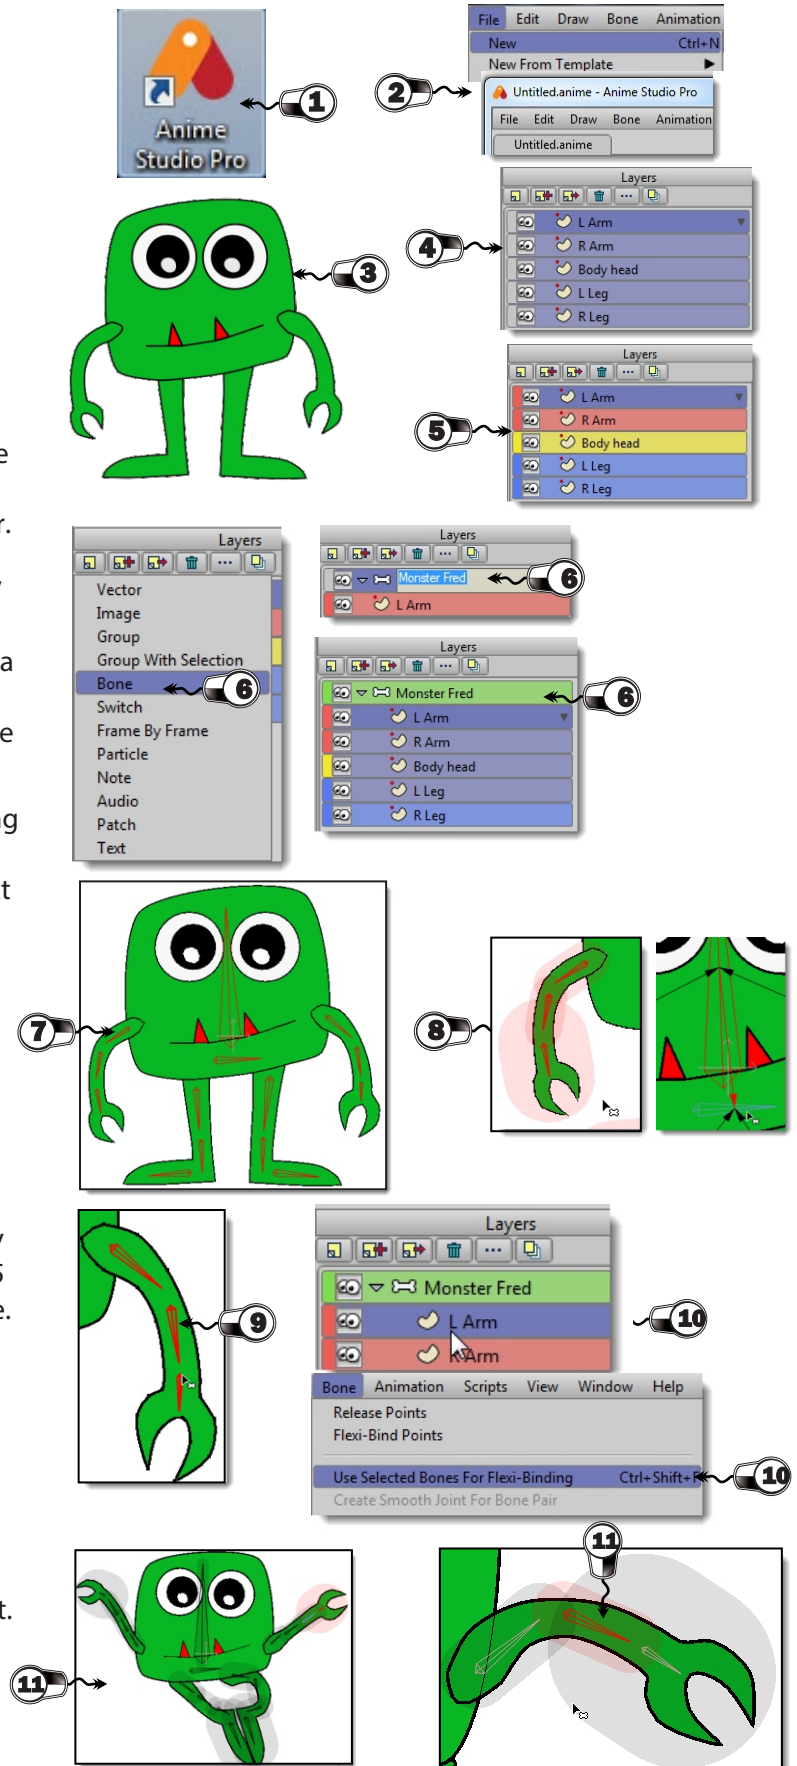 Anime
Studio Pro
1
2
File Edit Draw Bone Animation
New Ctrl+N
New From Template
Untitled.anime - Anime Studio Pro
File Edit Draw Bone Animation
Untitled.anime
3
4
Layers
L Arm
R Arm
Body head
L Leg
R Leg
5
Layers
L Arm
R Arm
Body head
L Leg
R Leg
e
r.
a
e
g
t
Layers
Vector
Image
Group
Group With Selection
Bone
6
Switch
Frame By Frame
Particle
Note
Audio
Patch
Text
Layers
Monster Fred
6
L Arm
Layers
Monster Fred
6
L Arm
R Arm
Body head
L Leg
R Leg
7
8
y
5
e.
9
Layers
Monster Fred
L Arm
10
R Arm
Bone Animation Scripts View Window Help
Release Points
Flexi-Bind Points
Use Selected Bones For Flexi-Binding Ctrl+Shift+
10
Create Smooth Joint For Bone Pair
11
t.
11